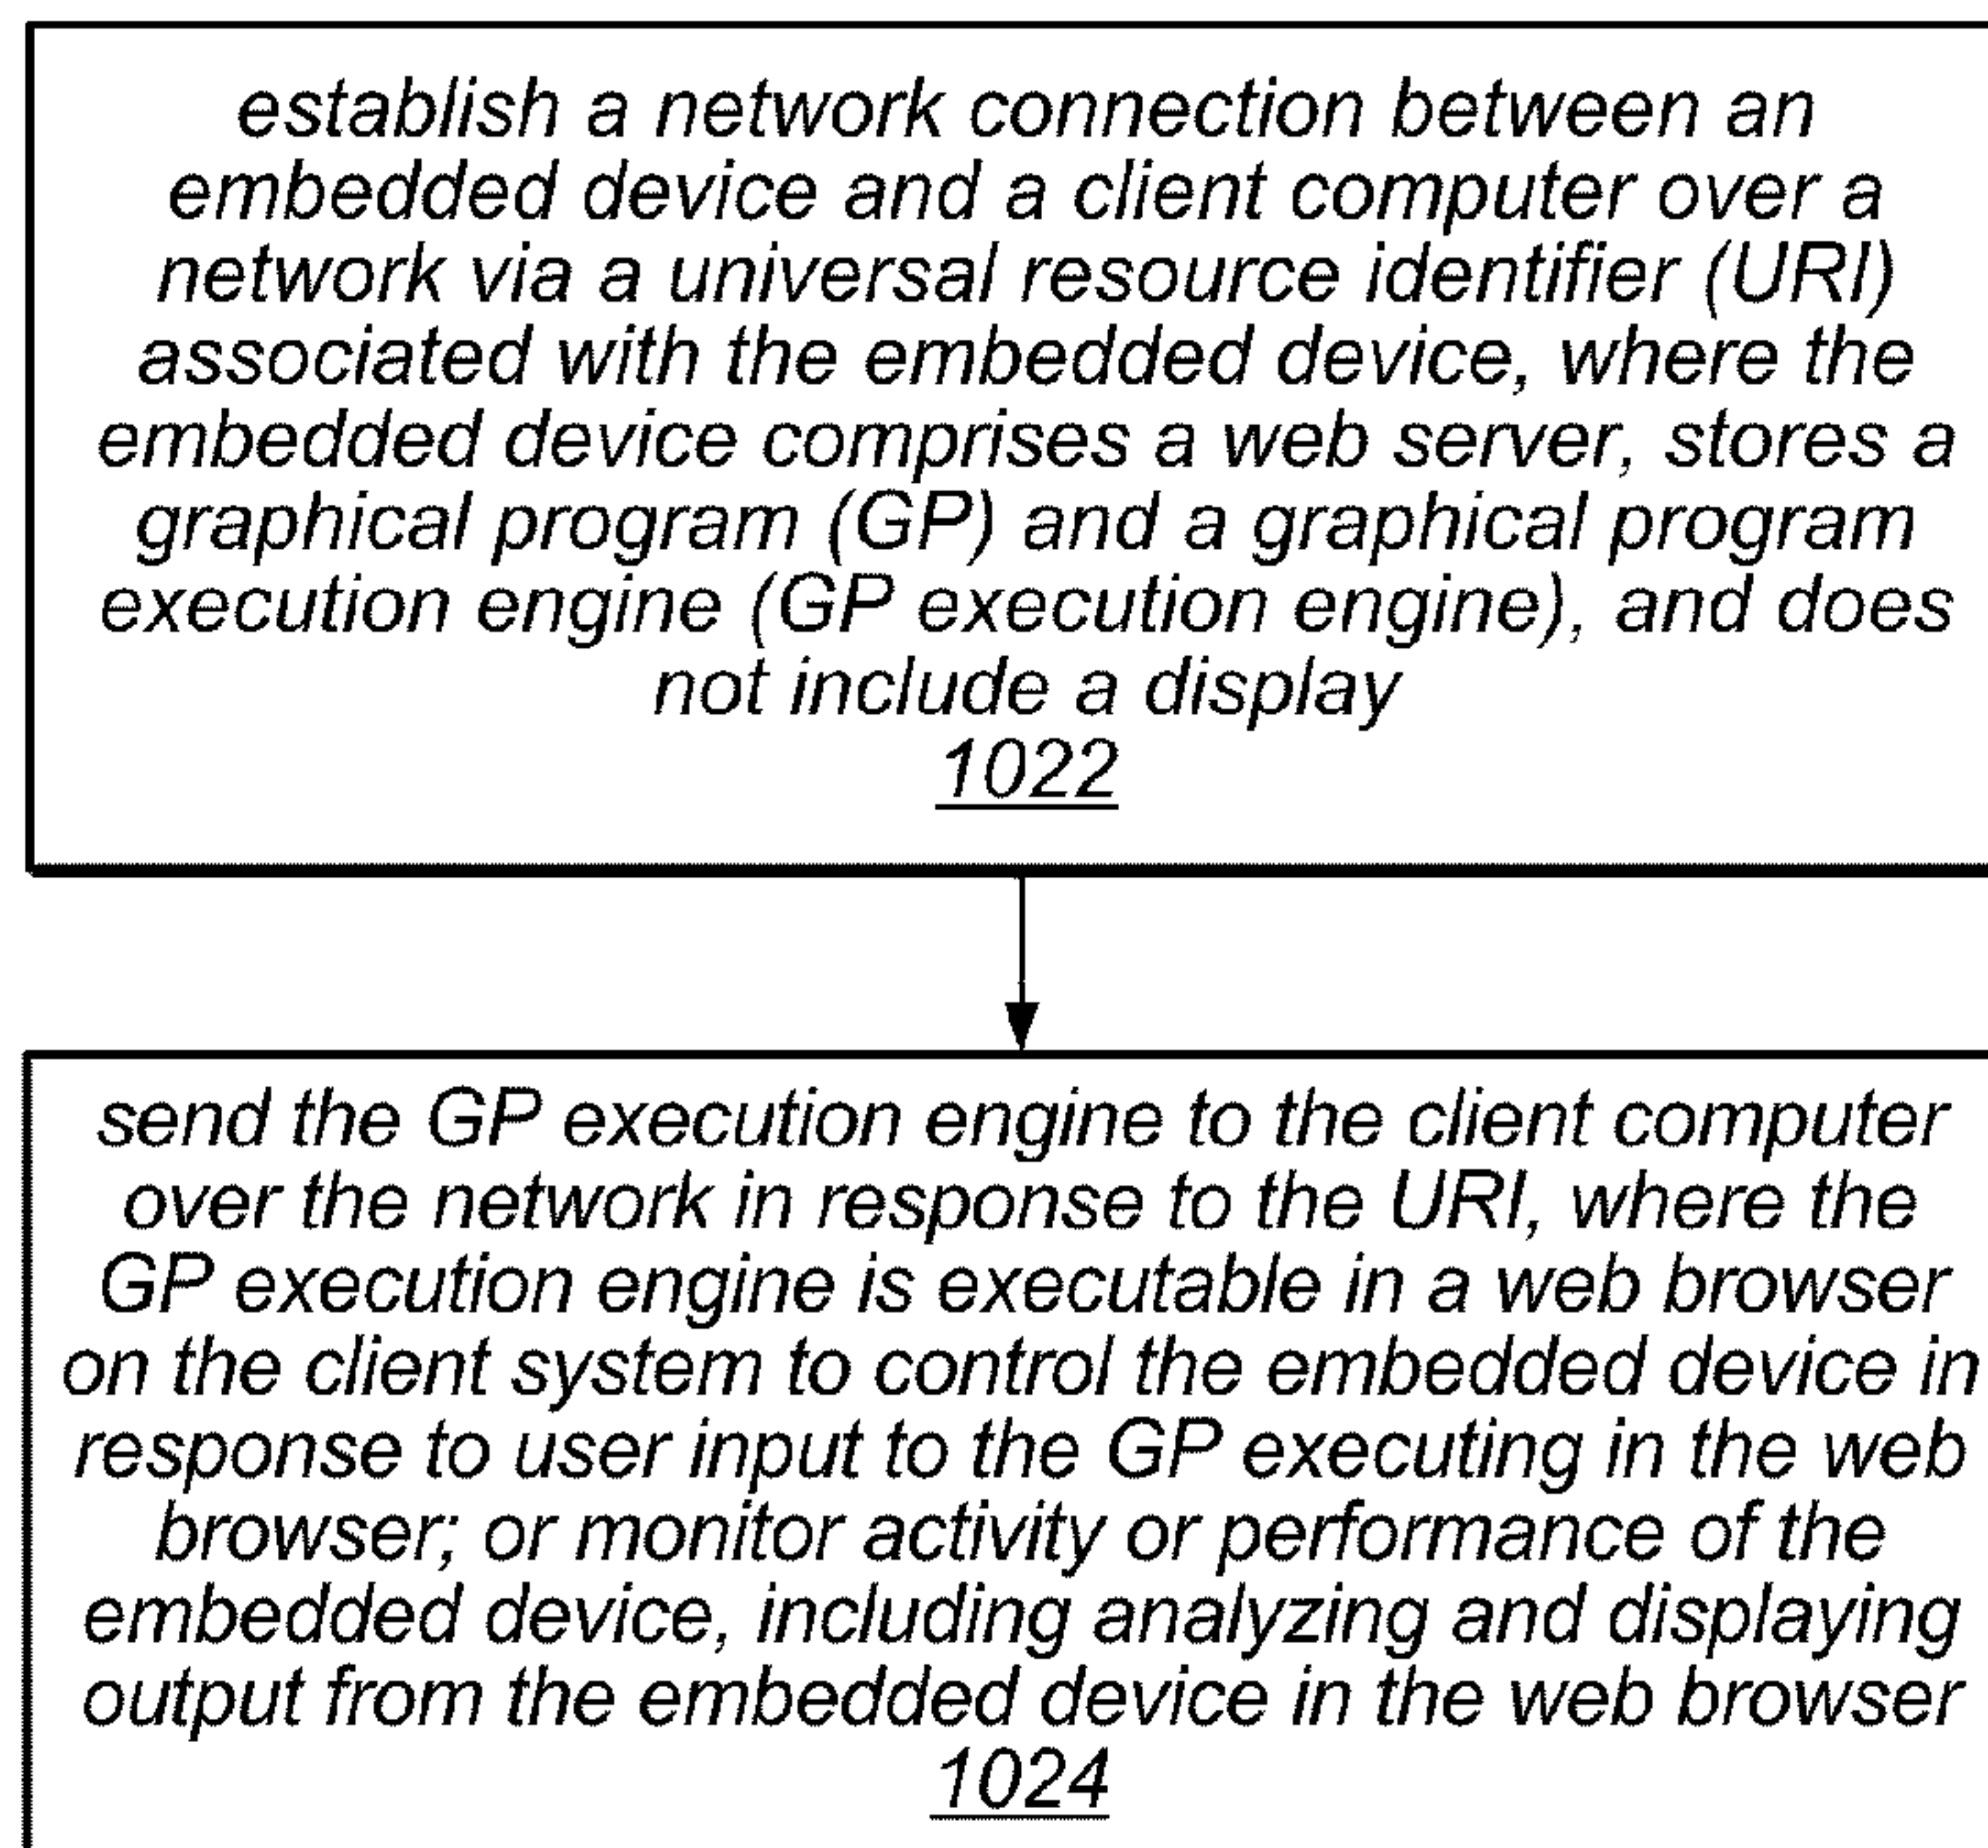 establish a network connection between an
embedded device and a client computer over a
network via a universal resource identifier (URI)
associated with the embedded device, where the
embedded device comprises a web server, stores a
graphical program (GP) and a graphical program
execution engine (GP execution engine), and does
not include a display
1022
send the GP execution engine to the client computer
over the network in response to the URI, where the
GP execution engine is executable in a web browser
on the client system to control the embedded device in
response to user input to the GP executing in the web
browser; or monitor activity or performance of the
embedded device, including analyzing and displaying
output from the embedded device in the web browser
1024